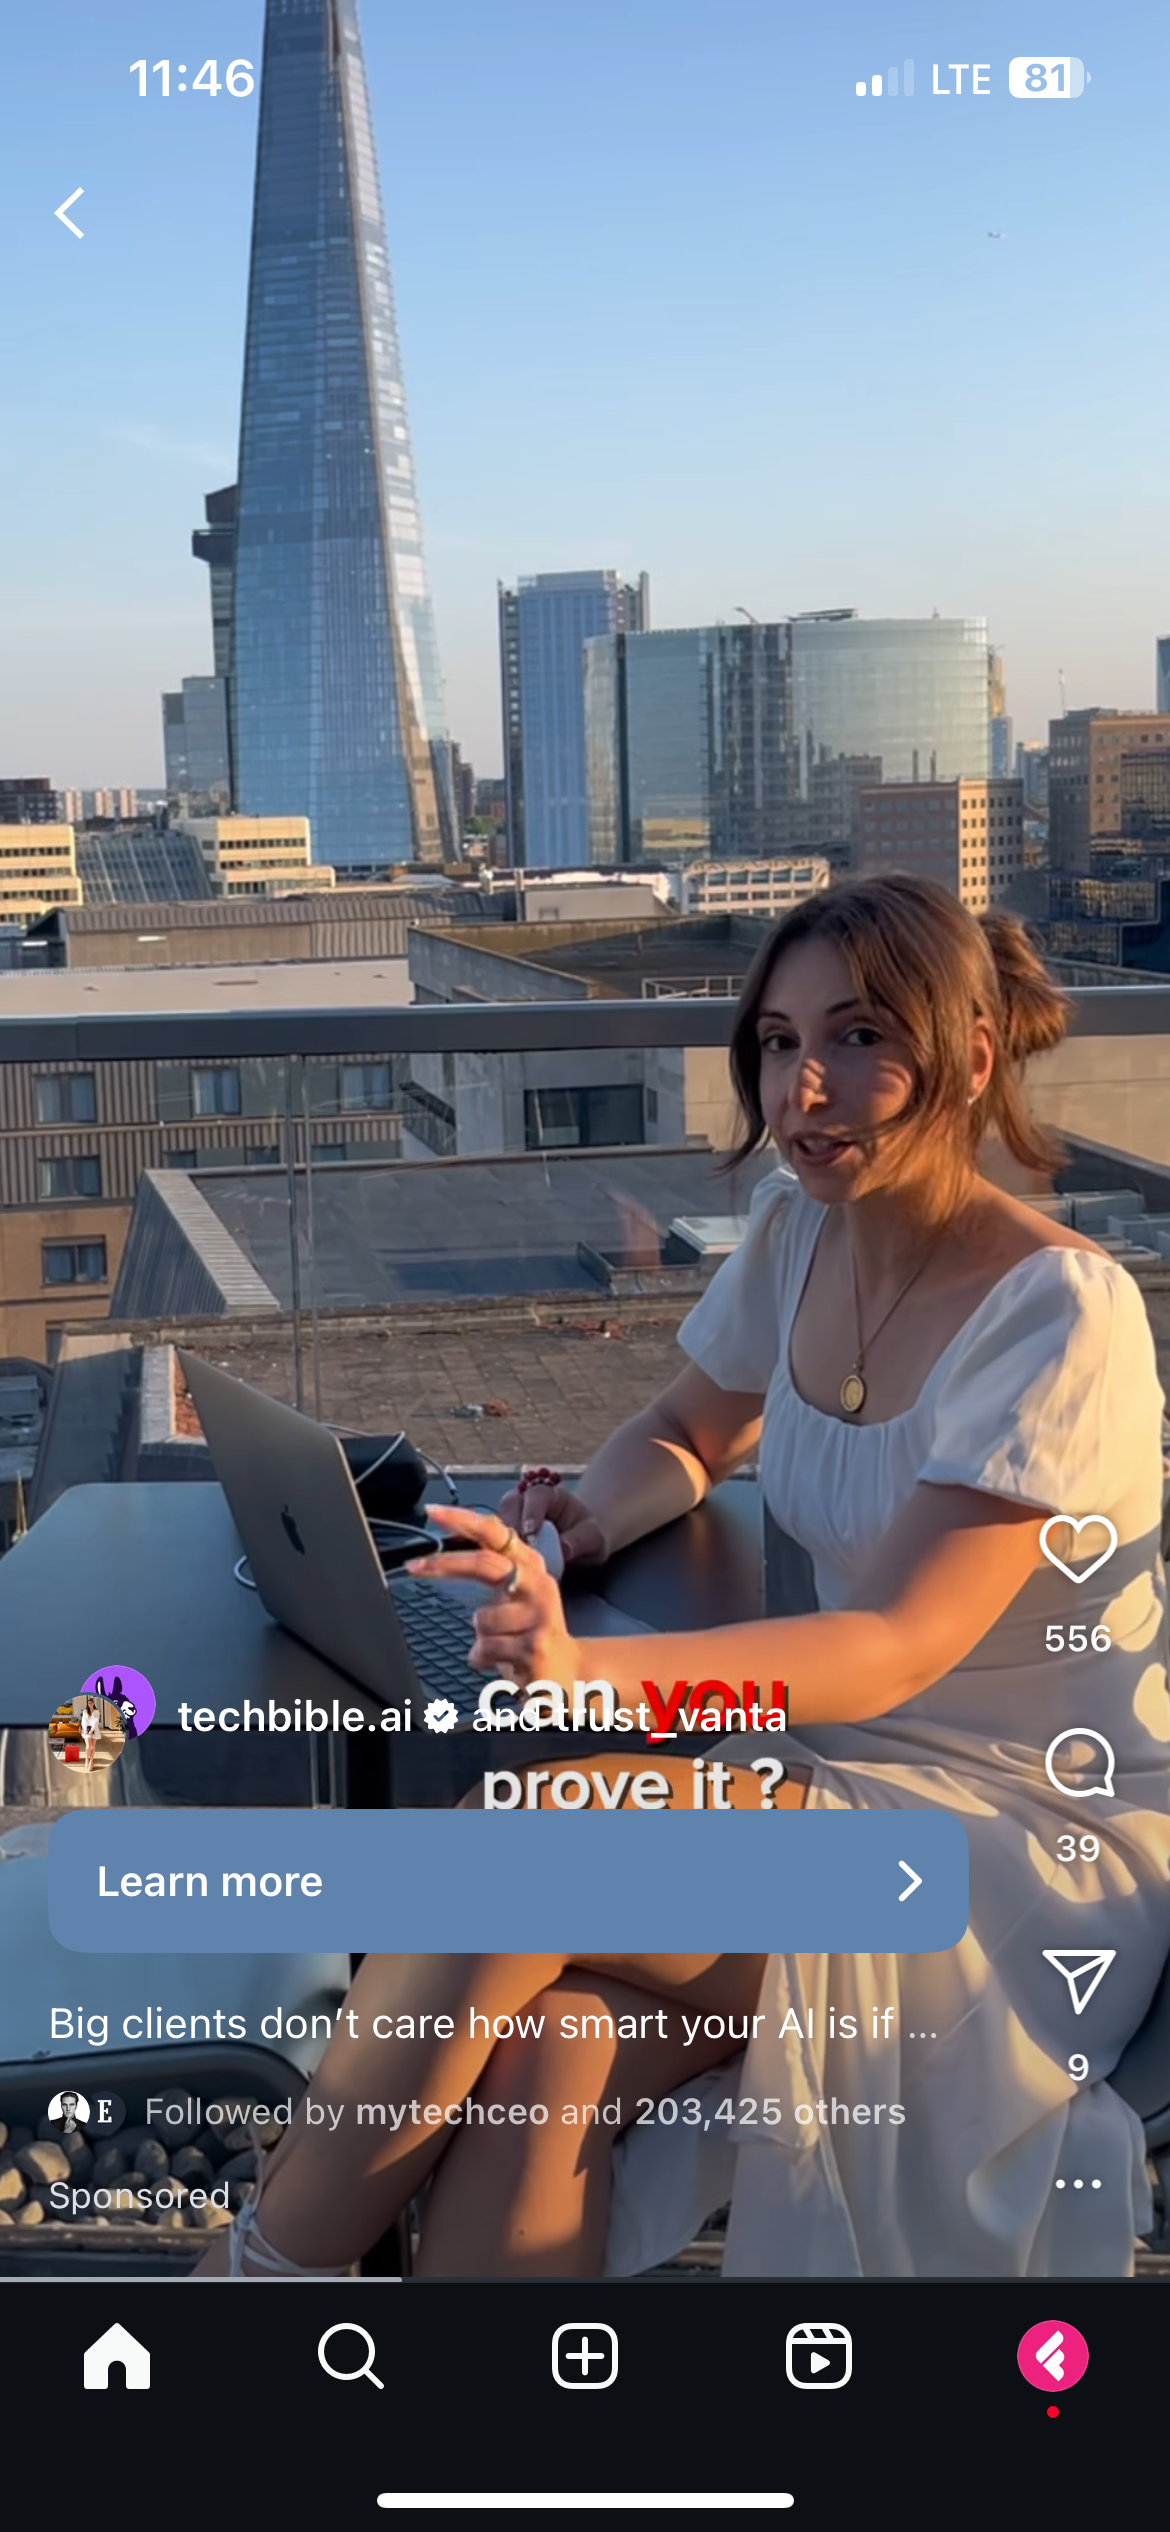 11:46
LTE
81
can you
techbible.ai and trust_vanta
prove it ?
Learn more
Big clients don't care how smart your AI is if ...
E
Followed by mytechceo and 203,425 others
Sponsored
556
39
9